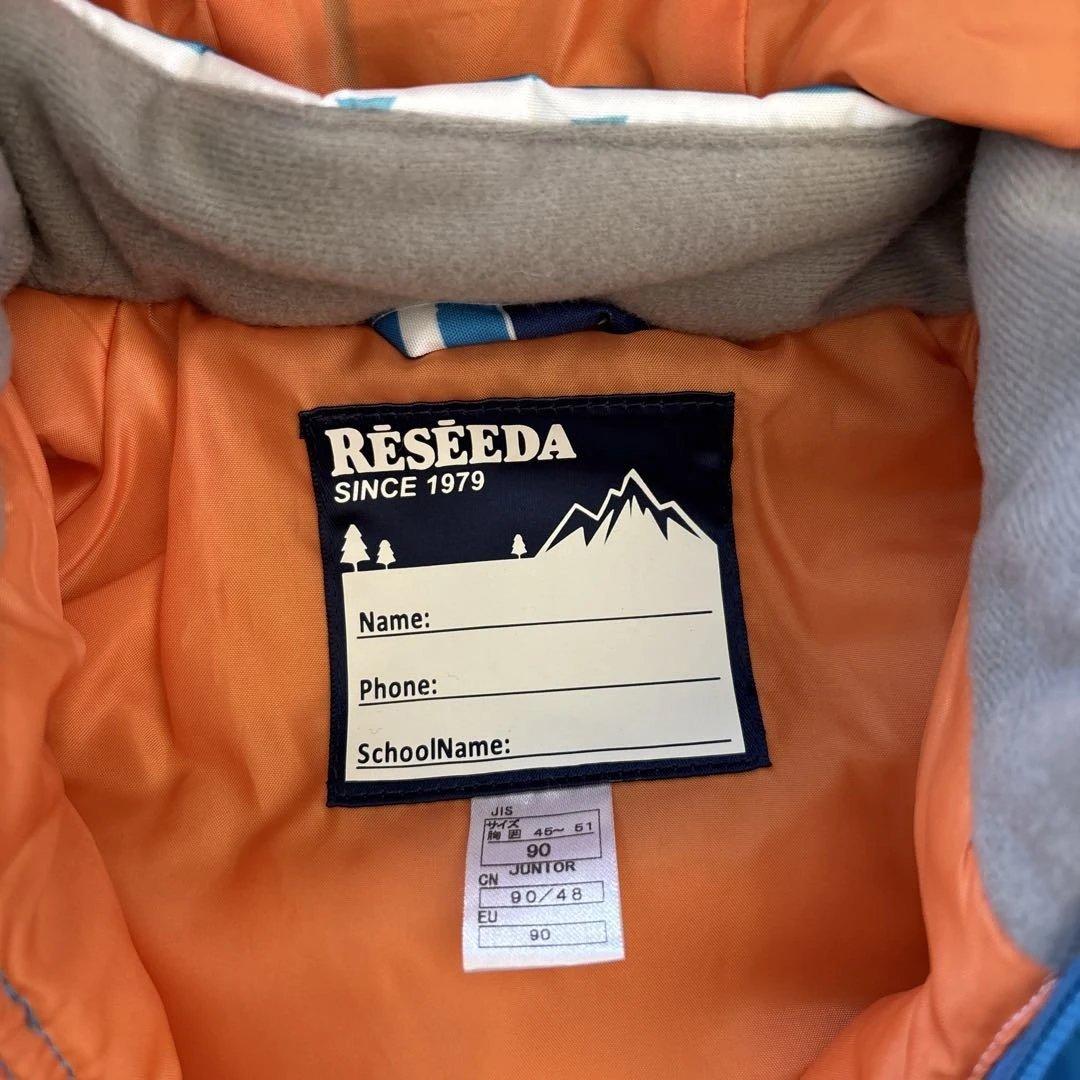 RĒSĒEDA
SINCE 1979
Name:
Phone:
SchoolName:
JIS
サイズ
胸囲 45～51
90
JUNIOR
CN
90/48
EU
90